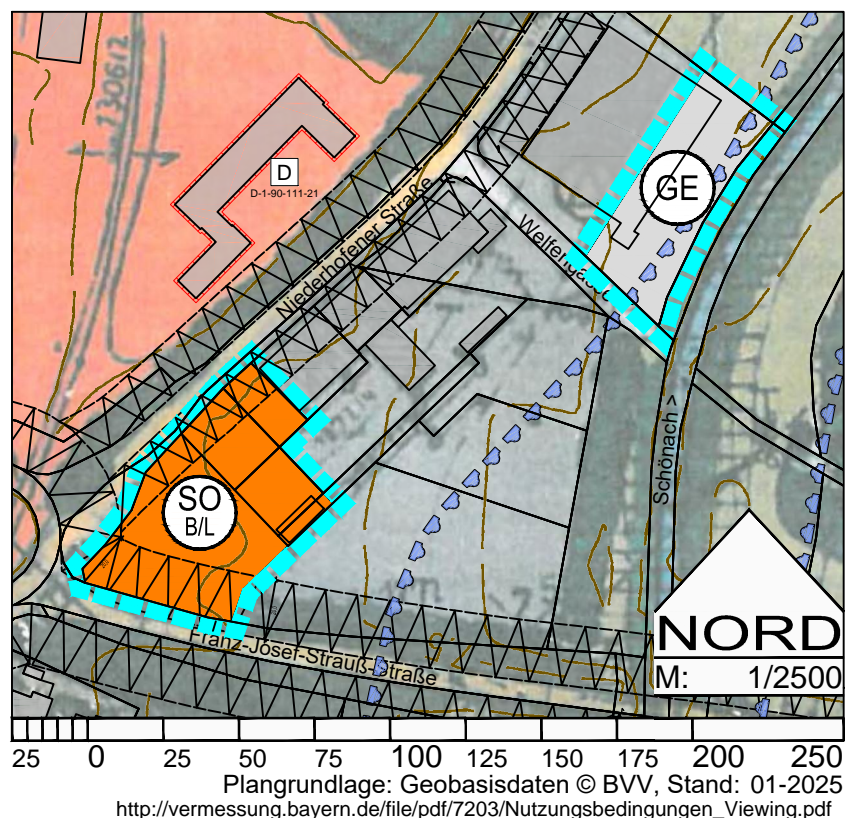 230612
D
D-1-90-111-21
Niederhofener Straße
GE
Welfengasse
Schönach >
SO
B/L
Franz-Josef-Strauß-Straße
NORD
M: 1/2500
25 0 25 50 75 100 125 150 175 200 250
Plangrundlage: Geobasisdaten © BVV, Stand: 01-2025
http://vermessung.bayern.de/file/pdf/7203/Nutzungsbedingungen_Viewing.pdf